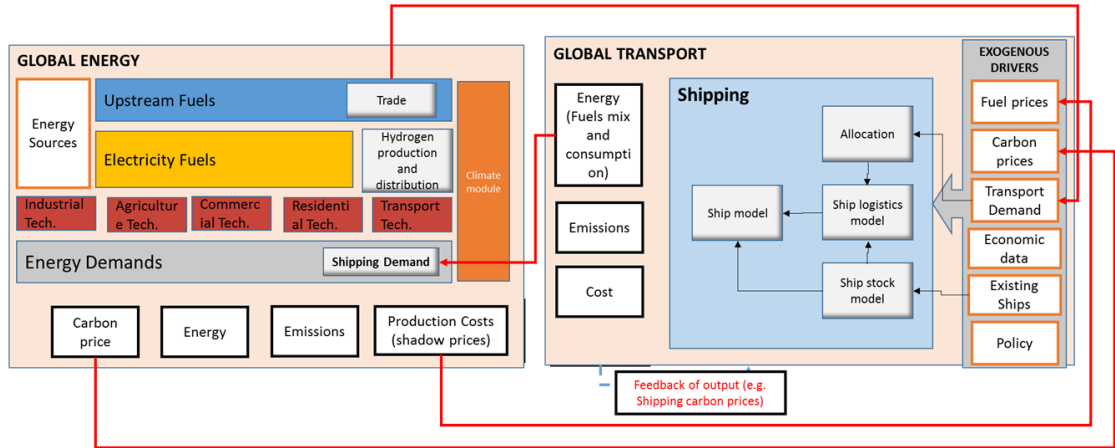 GLOBAL ENERGY
Energy
Sources
Upstream Fuels
Trade
Electricity Fuels
Hydrogen
production
and
distribution
Climate
module
Industrial
Tech.
Agricultur
e Tech.
Commerc
ial Tech.
Residenti
al Tech.
Transport
Tech.
Energy Demands
Shipping Demand
Carbon
price
Energy
Emissions
Production Costs
(shadow prices)
GLOBAL TRANSPORT
Energy
(Fuels mix
and
consumpti
on)
Emissions
Cost
Shipping
Allocation
Ship model
Ship logistics
model
Ship stock
model
EXOGENOUS
DRIVERS
Fuel prices
Carbon
prices
Transport
Demand
Economic
data
Existing
Ships
Policy
Feedback of output (e.g.
Shipping carbon prices)